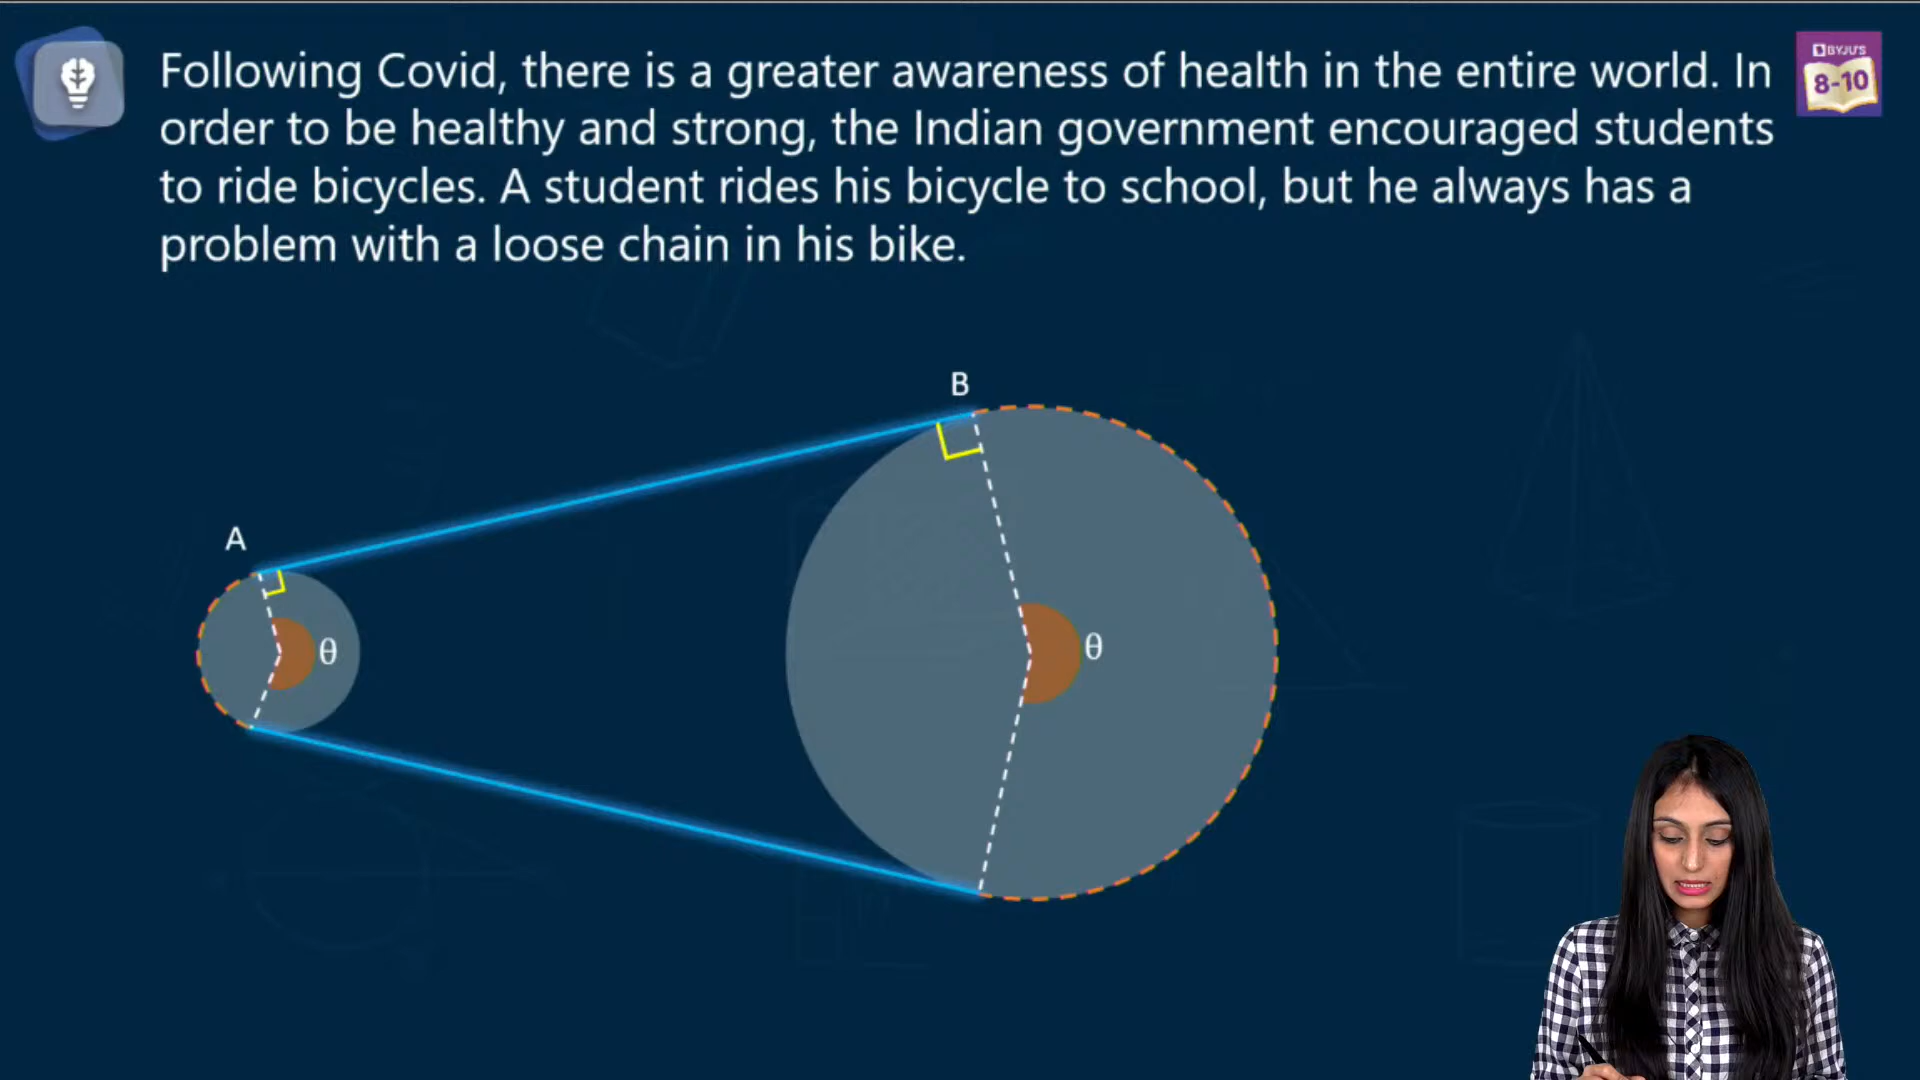 Following Covid, there is a greater awareness of health in the entire world. In
order to be healthy and strong, the Indian government encouraged students
to ride bicycles. A student rides his bicycle to school, but he always has a
problem with a loose chain in his bike.
BYJU'S
8-10
B
A
θ
θ